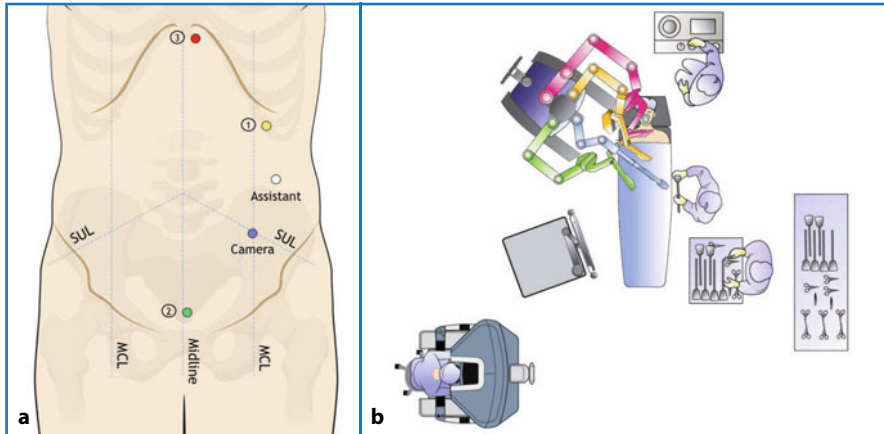 3
1
Assistant
SUL
SUL
Camera
2
MCL
Midline
MCL
a
b